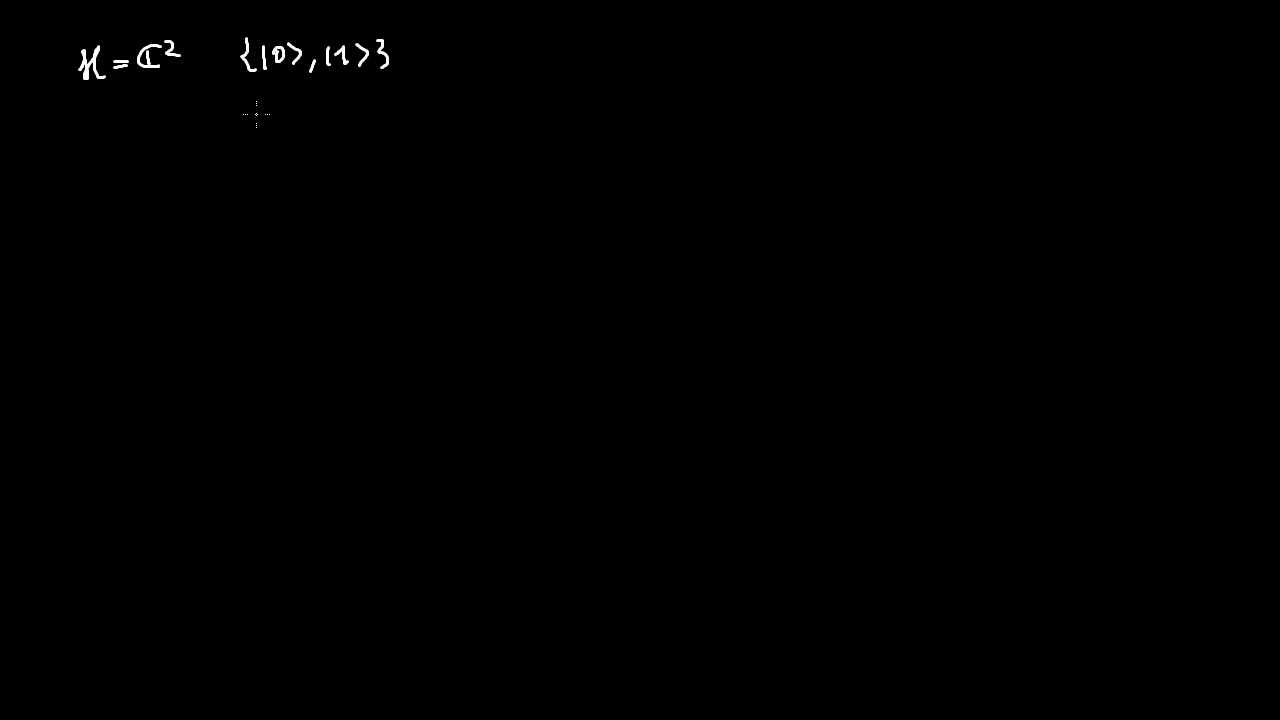 ℋ = ℂ² {|0>, |1>}